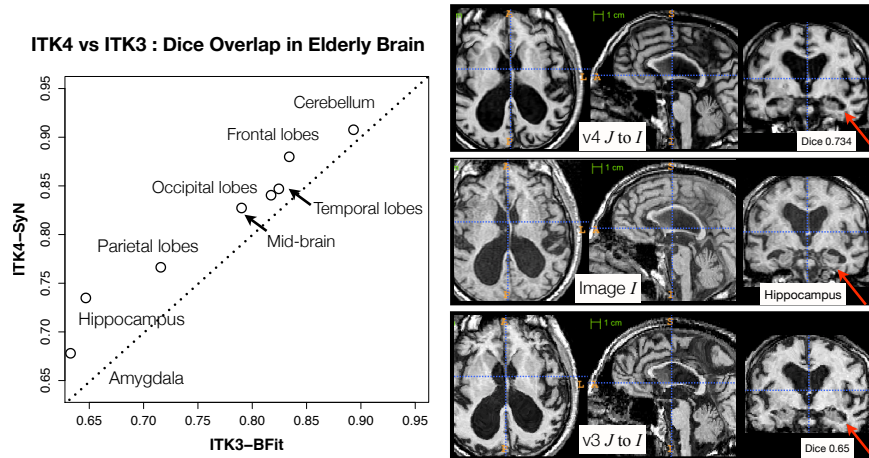 ITK4 vs ITK3 : Dice Overlap in Elderly Brain
ITK4–SyN
0.95
0.90
0.85
0.80
0.75
0.70
0.65
Cerebellum
Frontal lobes
Occipital lobes
Temporal lobes
Mid-brain
Parietal lobes
Hippocampus
Amygdala
0.65 0.70 0.75 0.80 0.85 0.90 0.95
ITK3–BFit
A
1 cm
S
L A
v4 J to I
I
Dice 0.734
A
1 cm
S
L A
Image I
I
Hippocampus
A
1 cm
S
L A
v3 J to I
I
Dice 0.65